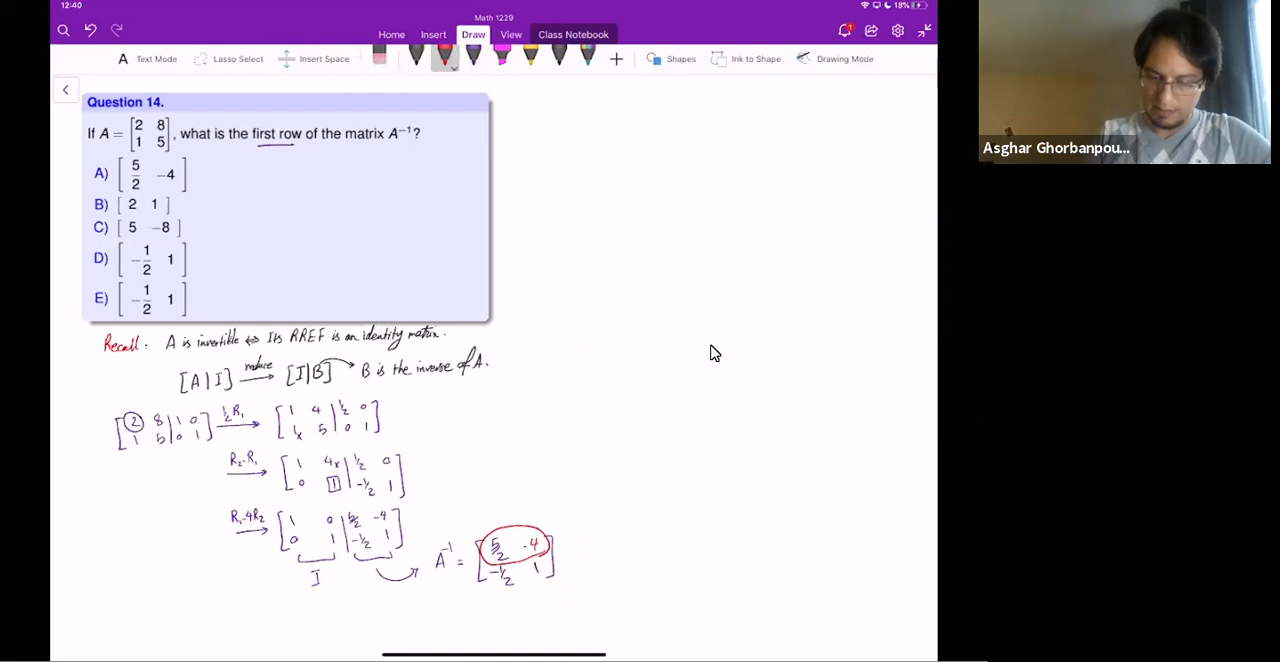 12:40
18%
Math 1229
Home Insert Draw View Class Notebook
1
A Text Mode Lasso Select Insert Space Shapes Ink to Shape Drawing Mode
Question 14.
If A = [2 8; 1 5], what is the first row of the matrix A⁻¹?
A) [5/2 -4]
B) [2 1]
C) [5 -8]
D) [-1/2 1]
E) [-1/2 1]
Recall: A is invertible ⇔ Its RREF is an identity matrix.
[A|I] reduce→ [I|B] → B is the inverse of A.
[2 8 | 1 0; 1 5 | 0 1] ½R₁→ [1 4 | ½ 0; 1 5 | 0 1]
R₂-R₁→ [1 4 | ½ 0; 0 1 | -½ 1]
R₁-4R₂→ [1 0 | 5/2 -4; 0 1 | -½ 1]
I
A⁻¹ = [5/2 -4; -½ 1]
Asghar Ghorbanpou...